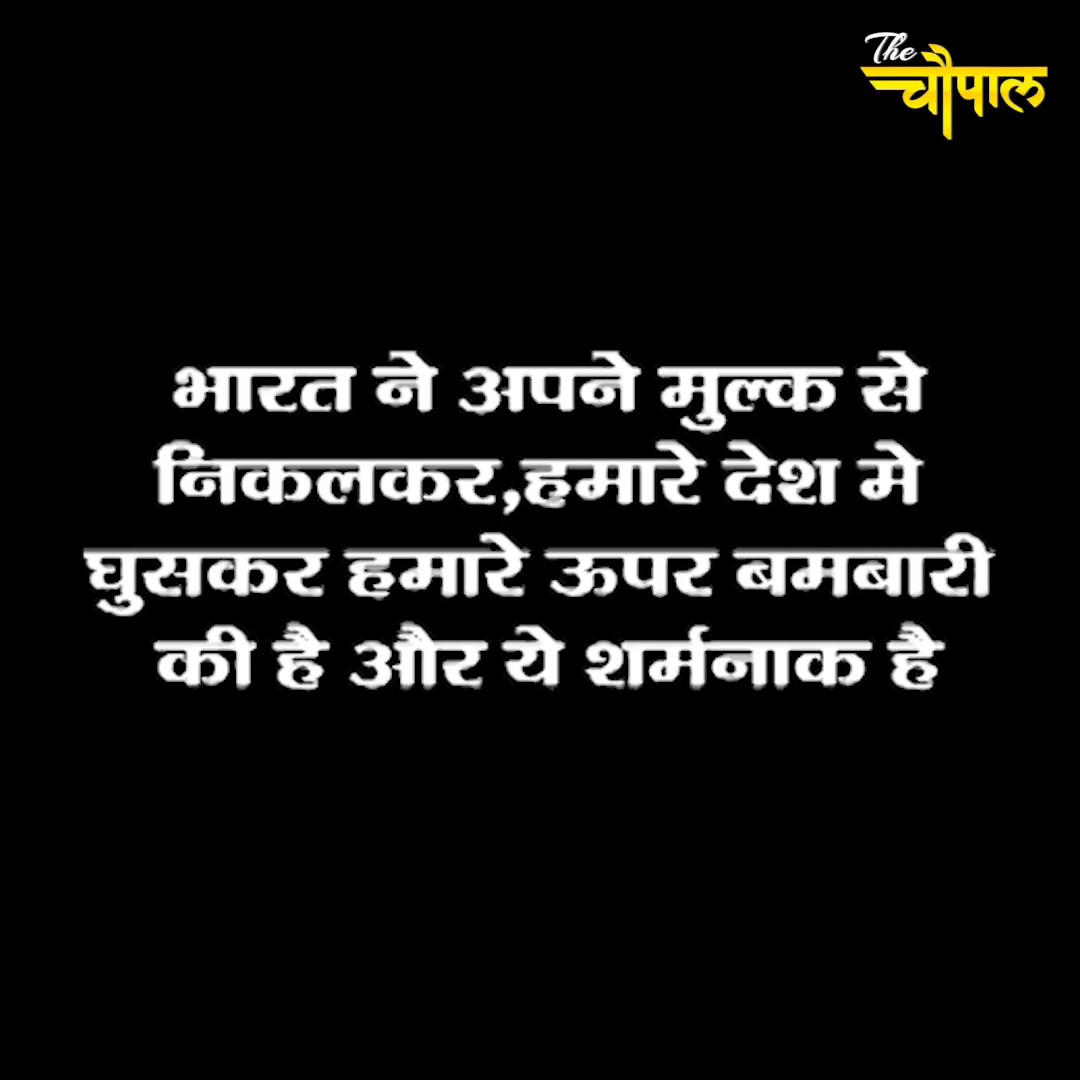 The
चौपाल
भारत ने अपने मुल्क से
निकलकर,हमारे देश मे
घुसकर हमारे ऊपर बमबारी
की है और ये शर्मनाक है